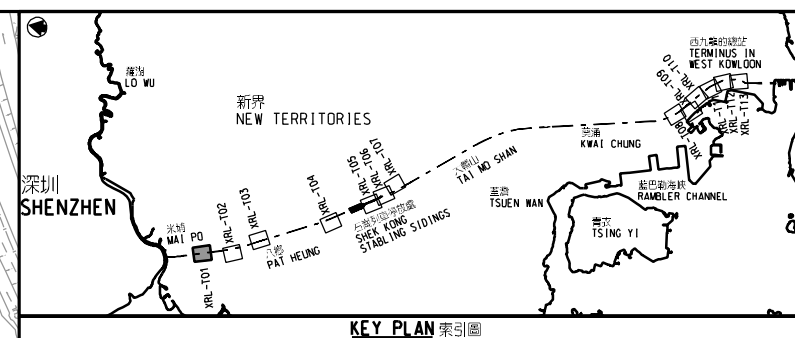 羅湖
LO WU
新界
NEW TERRITORIES
深圳
SHENZHEN
米埔
MAI PO
XRL-T01
XRL-T02
XRL-T03
八鄉
PAT HEUNG
XRL-T04
XRL-T05
XRL-T06
XRL-T07
石崗列車停放處
SHEK KONG
STABLING SIDINGS
大帽山
TAI MO SHAN
荃灣
TSUEN WAN
葵涌
KWAI CHUNG
藍巴勒海峽
RAMBLER CHANNEL
青衣
TSING YI
西九龍的總站
TERMINUS IN
WEST KOWLOON
XRL-T08
XRL-T09
XRL-T10
XRL-T11
XRL-T12
XRL-T13
KEY PLAN 索引圖